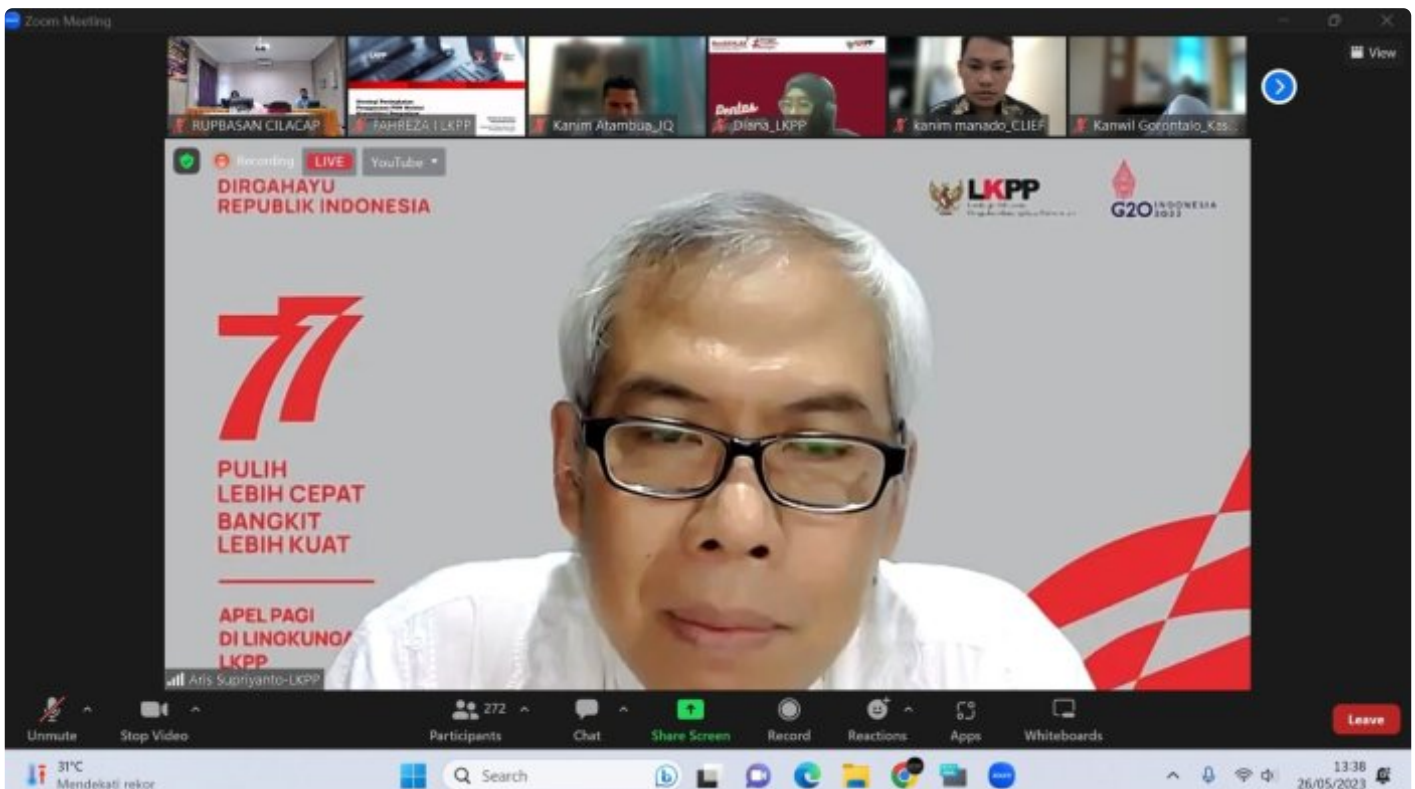 Zoom Meeting
View
RUPBASAN CILACAP
FAHREZA I LKPP
Kanim Atambua_IQ
Diana_LKPP
kanim manado_CLIEF
Kanwil Gorontalo_Kas...
Recording
LIVE
YouTube
DIRGAHAYU
REPUBLIK INDONESIA
LKPP
G20 INDONESIA
2022
77
PULIH
LEBIH CEPAT
BANGKIT
LEBIH KUAT
APEL PAGI
DI LINGKUNGA
LKPP
Aris Supriyanto-LKPP
Unmute
Stop Video
272
Participants
Chat
Share Screen
Record
Reactions
Apps
Whiteboards
Leave
31°C
Mendekati rekor
Search
13:38
26/05/2023